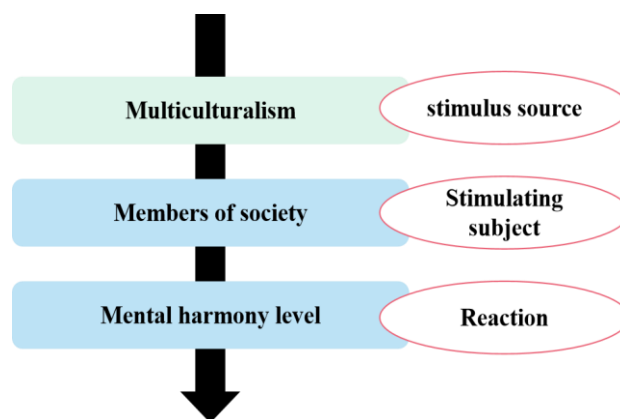 Multiculturalism
stimulus source
Members of society
Stimulating
subject
Mental harmony level
Reaction